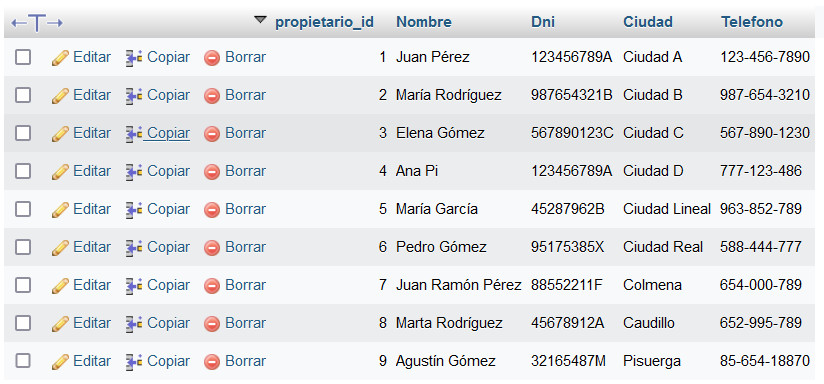 propietario_id Nombre Dni Ciudad Telefono
Editar Copiar Borrar 1 Juan Pérez 123456789A Ciudad A 123-456-7890
Editar Copiar Borrar 2 María Rodríguez 987654321B Ciudad B 987-654-3210
Editar Copiar Borrar 3 Elena Gómez 567890123C Ciudad C 567-890-1230
Editar Copiar Borrar 4 Ana Pi 123456789A Ciudad D 777-123-486
Editar Copiar Borrar 5 María García 45287962B Ciudad Lineal 963-852-789
Editar Copiar Borrar 6 Pedro Gómez 95175385X Ciudad Real 588-444-777
Editar Copiar Borrar 7 Juan Ramón Pérez 88552211F Colmena 654-000-789
Editar Copiar Borrar 8 Marta Rodríguez 45678912A Caudillo 652-995-789
Editar Copiar Borrar 9 Agustín Gómez 32165487M Pisuerga 85-654-18870